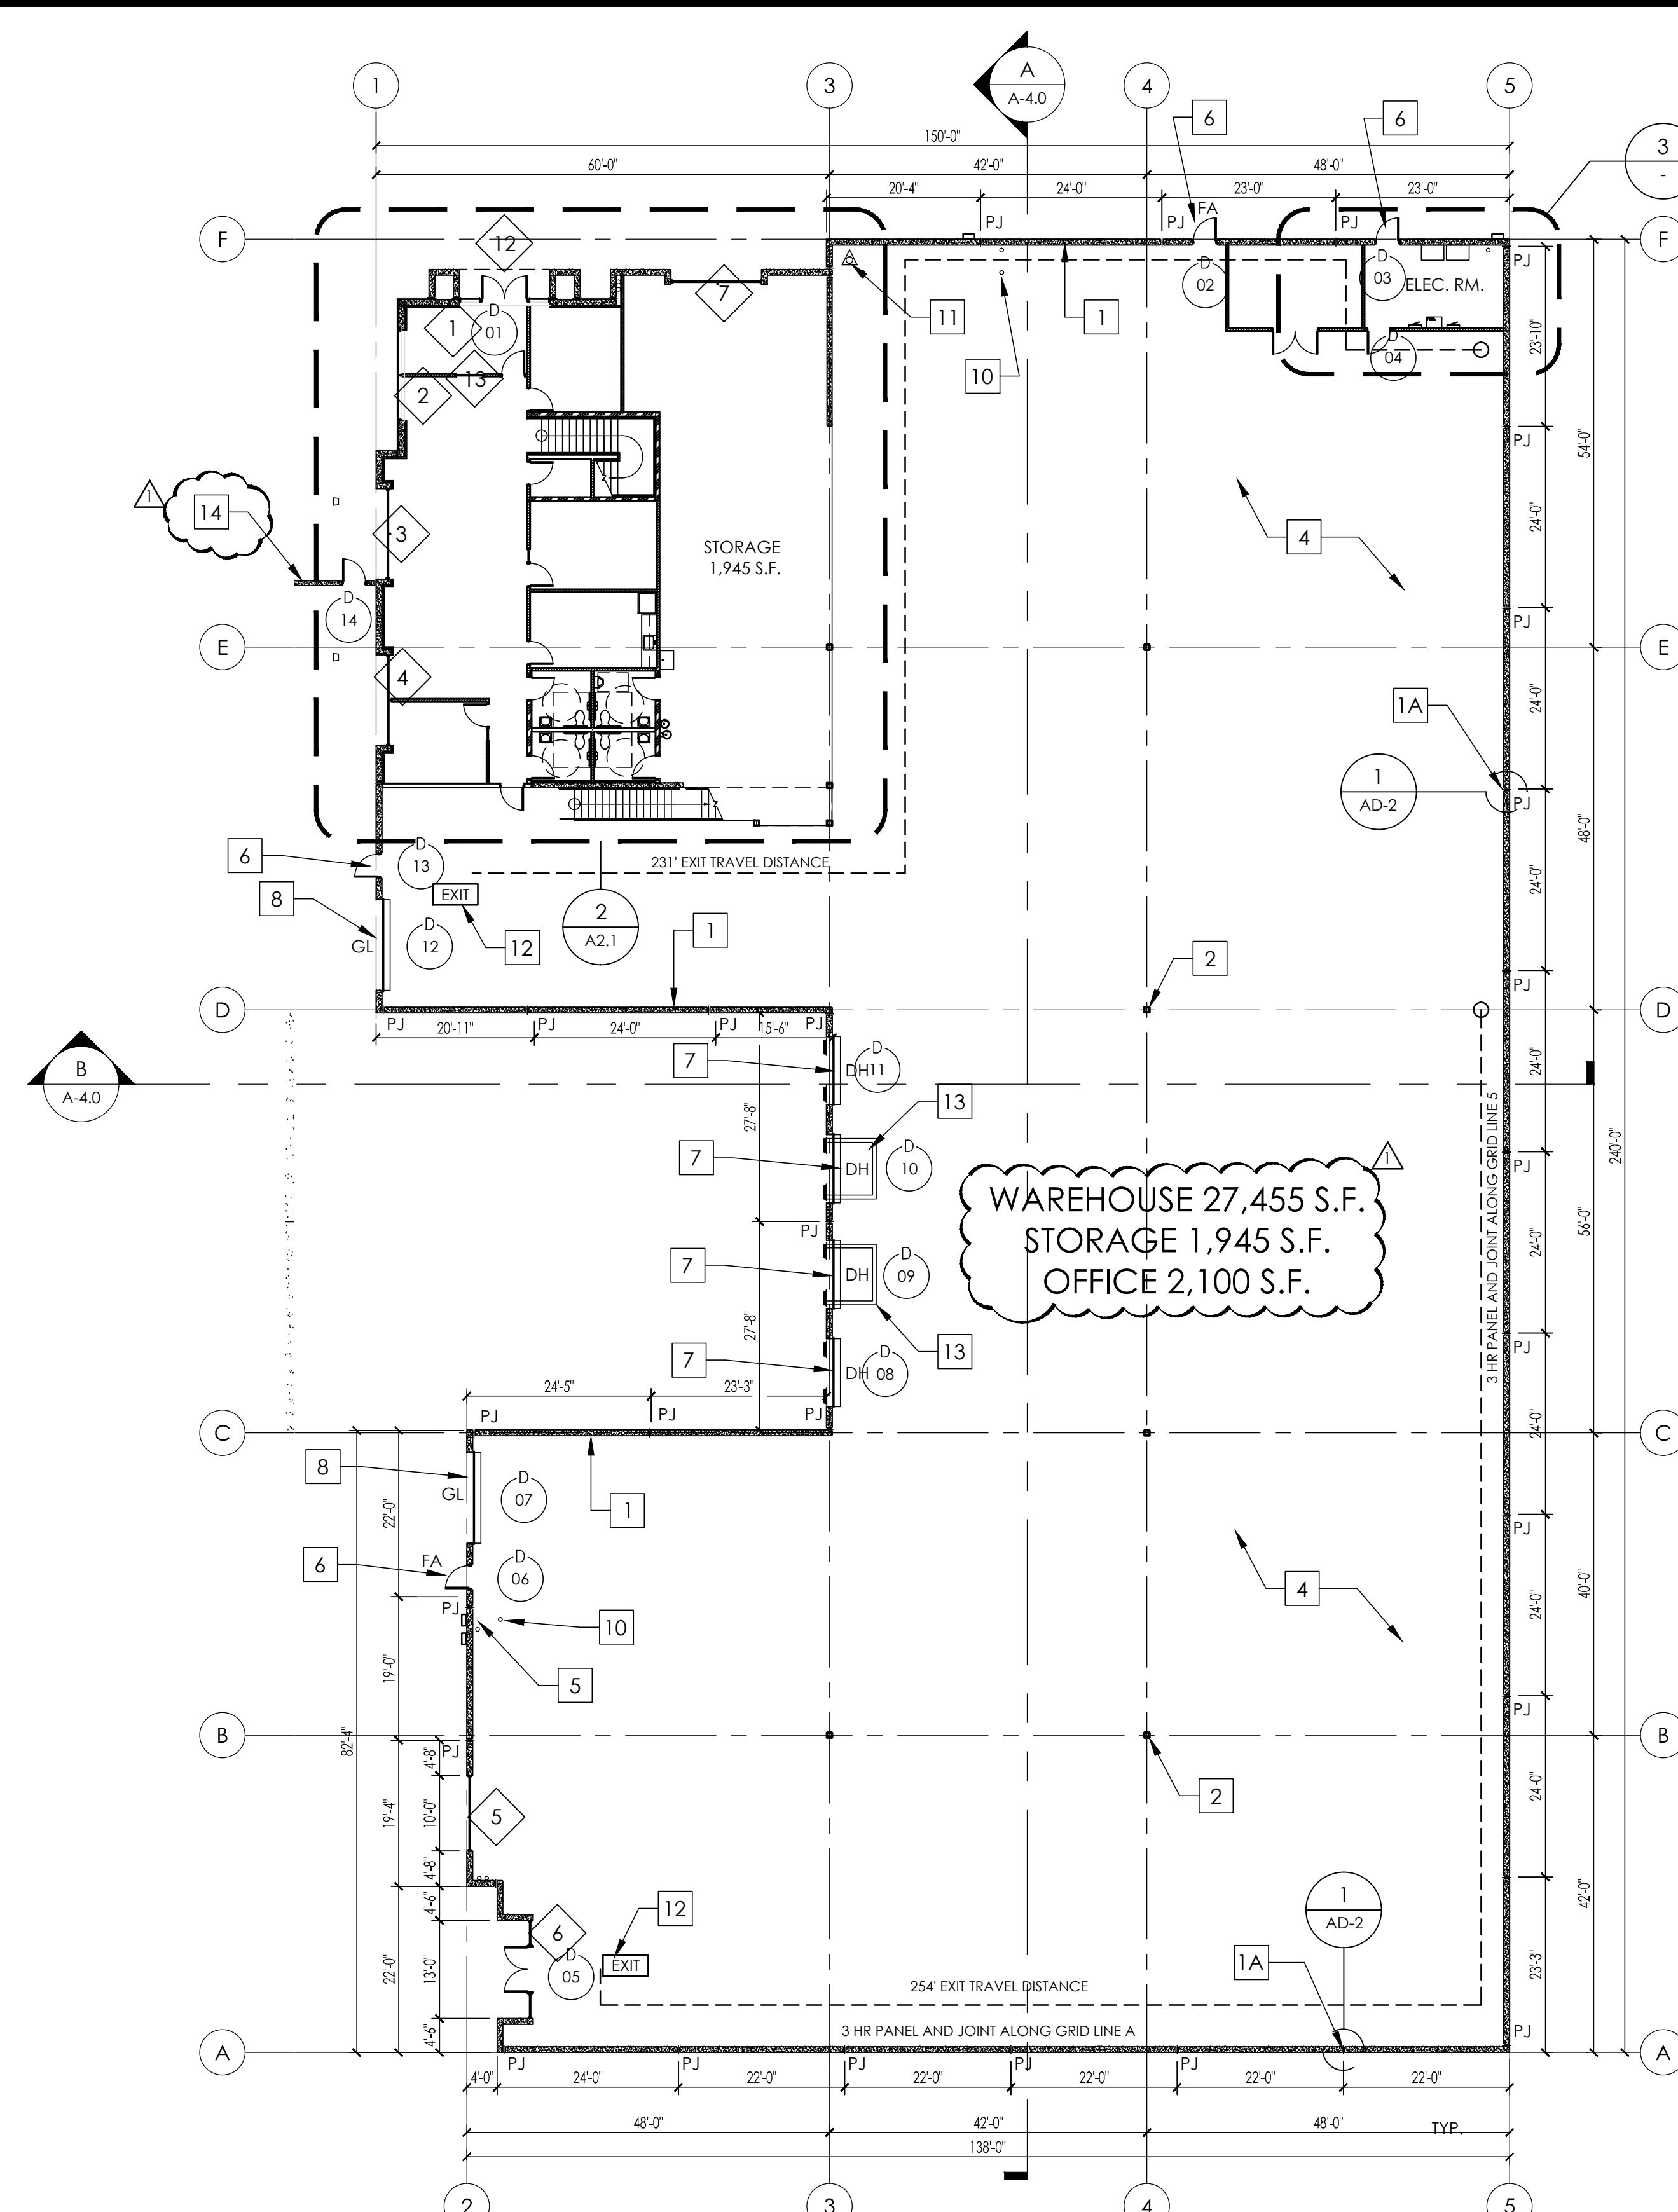 A
A-4.0
1
3
4
5
6
6
3
-
150'-0"
60'-0"
42'-0"
48'-0"
20'-4"
24'-0"
23'-0"
23'-0"
PJ
PJ
FA
PJ
F
F
12
7
D
01
1
13
2
11
10
1
D
02
D
03
ELEC. RM.
D
04
PJ
23'-10"
PJ
54'-0"
24'-0"
4
1
14
3
STORAGE
1,945 S.F.
D
14
PJ
E
E
4
24'-0"
1A
1
AD-2
PJ
48'-0"
24'-0"
6
D
13
231' EXIT TRAVEL DISTANCE
8
EXIT
12
GL
D
12
2
A2.1
1
2
PJ
D
D
PJ
20'-11"
PJ
24'-0"
PJ
15'-6"
PJ
24'-0"
B
A-4.0
7
DH
D
11
13
27'-8"
7
DH
D
10
PJ
3 HR PANEL AND JOINT ALONG GRID LINE 5
240'-0"
1
WAREHOUSE 27,455 S.F.
STORAGE 1,945 S.F.
OFFICE 2,100 S.F.
PJ
7
DH
D
09
24'-0"
56'-0"
27'-8"
13
7
DH
D
08
PJ
24'-5"
23'-3"
PJ
PJ
PJ
C
C
24'-0"
8
GL
D
07
1
22'-0"
PJ
6
FA
D
06
4
24'-0"
40'-0"
PJ
10
5
19'-0"
PJ
B
B
82'-4"
PJ
4'-8"
2
19'-4"
10'-0"
5
24'-0"
4'-8"
4'-6"
6
12
1
AD-2
42'-0"
22'-0"
13'-0"
D
05
EXIT
1A
23'-3"
254' EXIT TRAVEL DISTANCE
4'-6"
3 HR PANEL AND JOINT ALONG GRID LINE A
PJ
A
A
PJ
PJ
PJ
PJ
PJ
4'-0"
24'-0"
22'-0"
22'-0"
22'-0"
22'-0"
22'-0"
48'-0"
42'-0"
48'-0"
TYP.
138'-0"
2
3
4
5